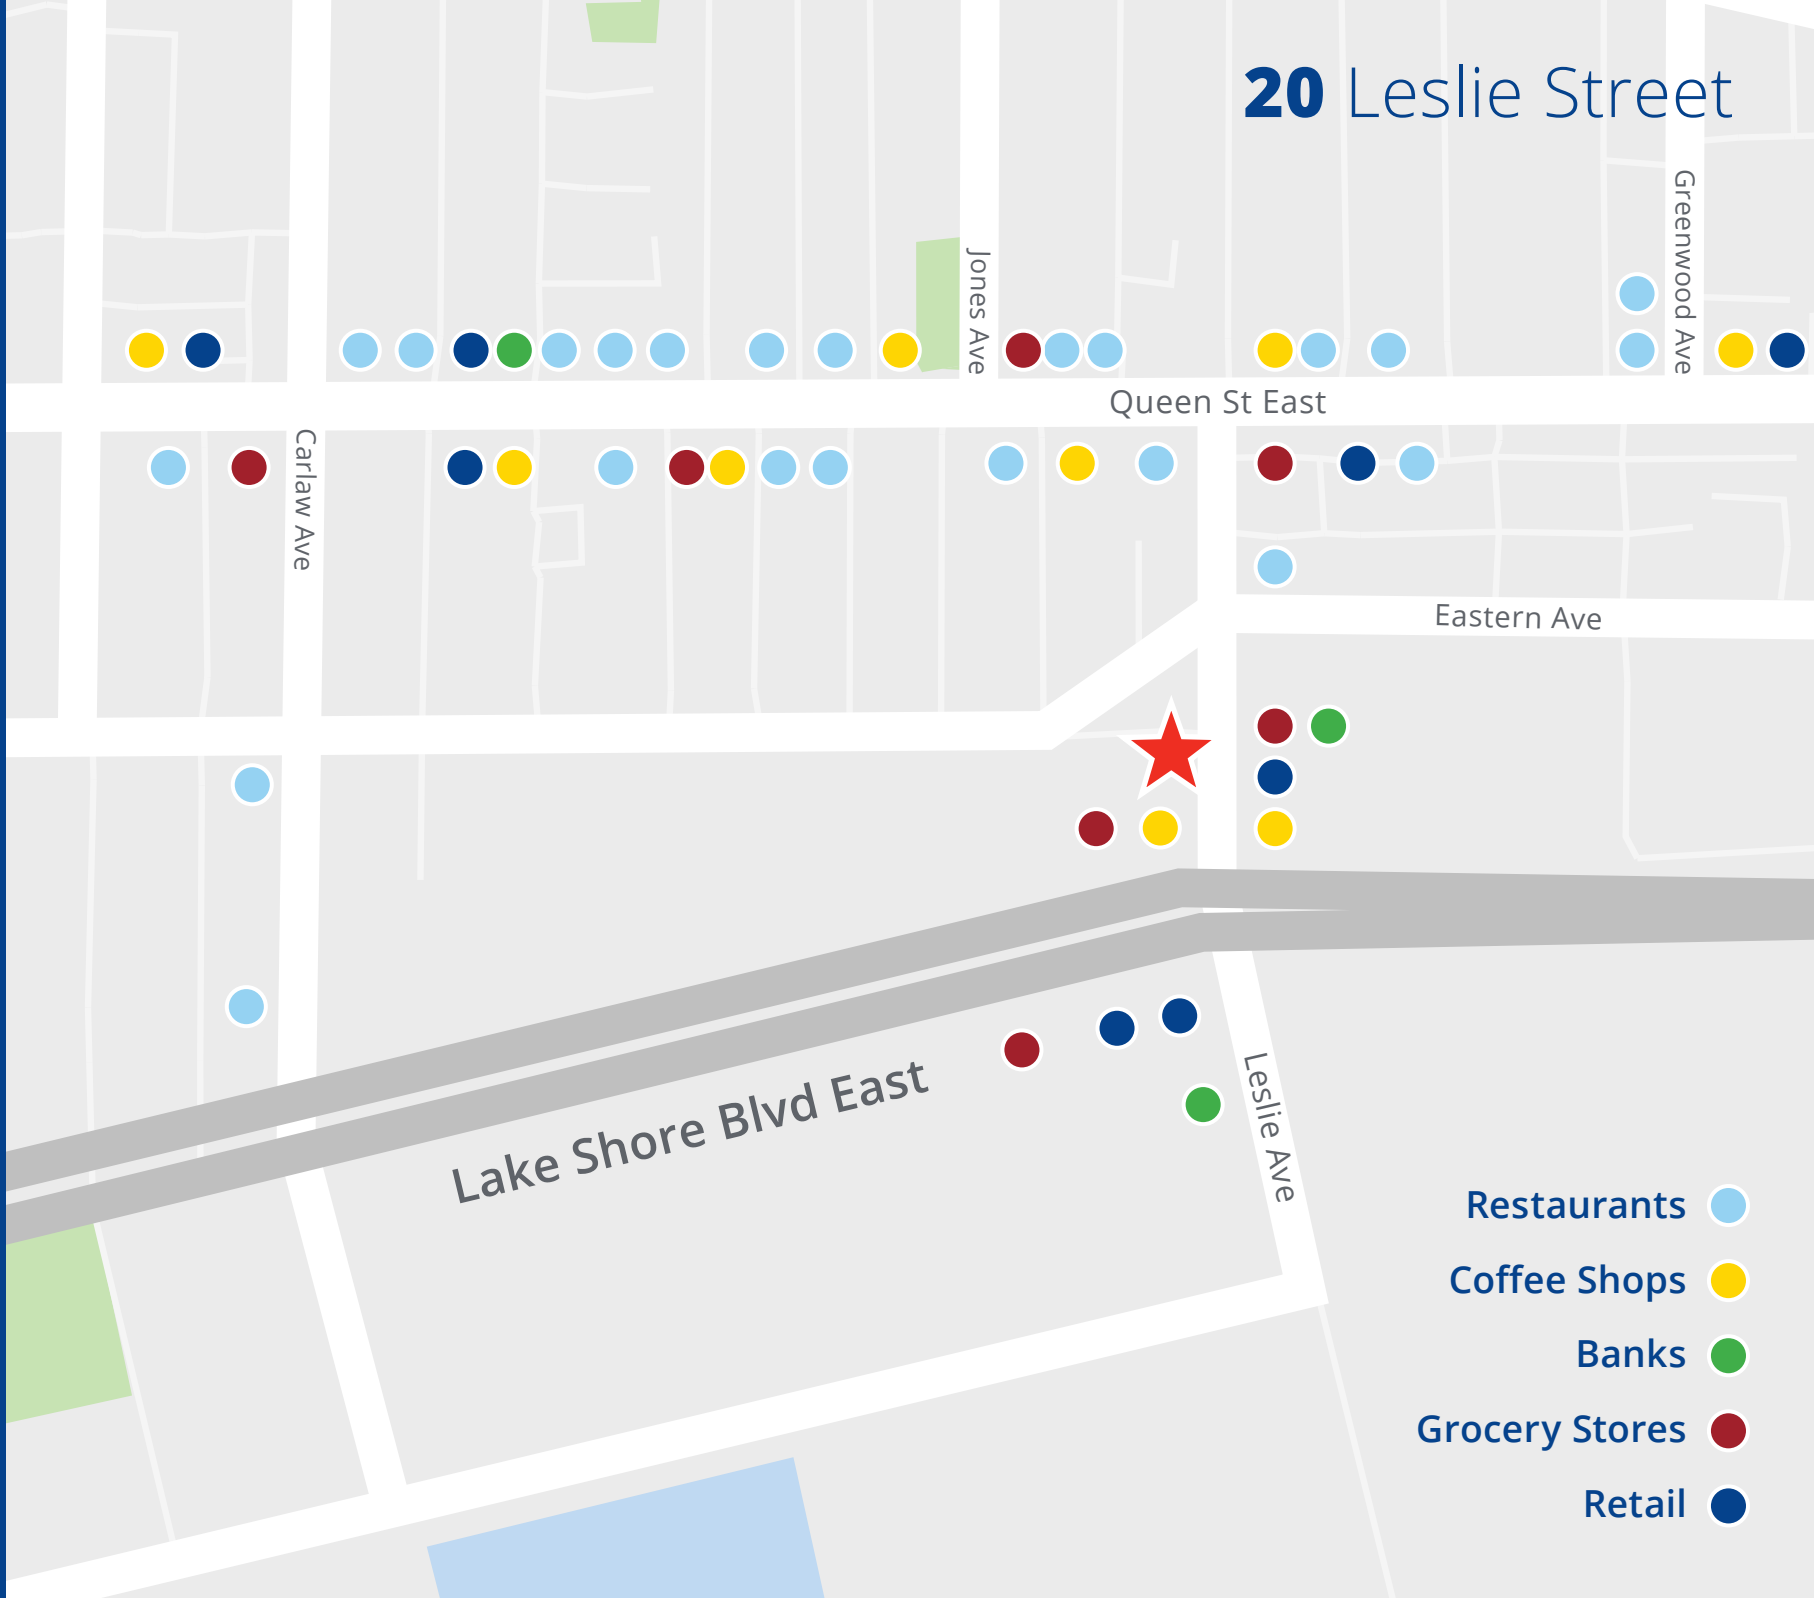 20 Leslie Street
Greenwood Ave
Jones Ave
Queen St East
Carlaw Ave
Eastern Ave
Lake Shore Blvd East
Leslie Ave
Restaurants
Coffee Shops
Banks
Grocery Stores
Retail